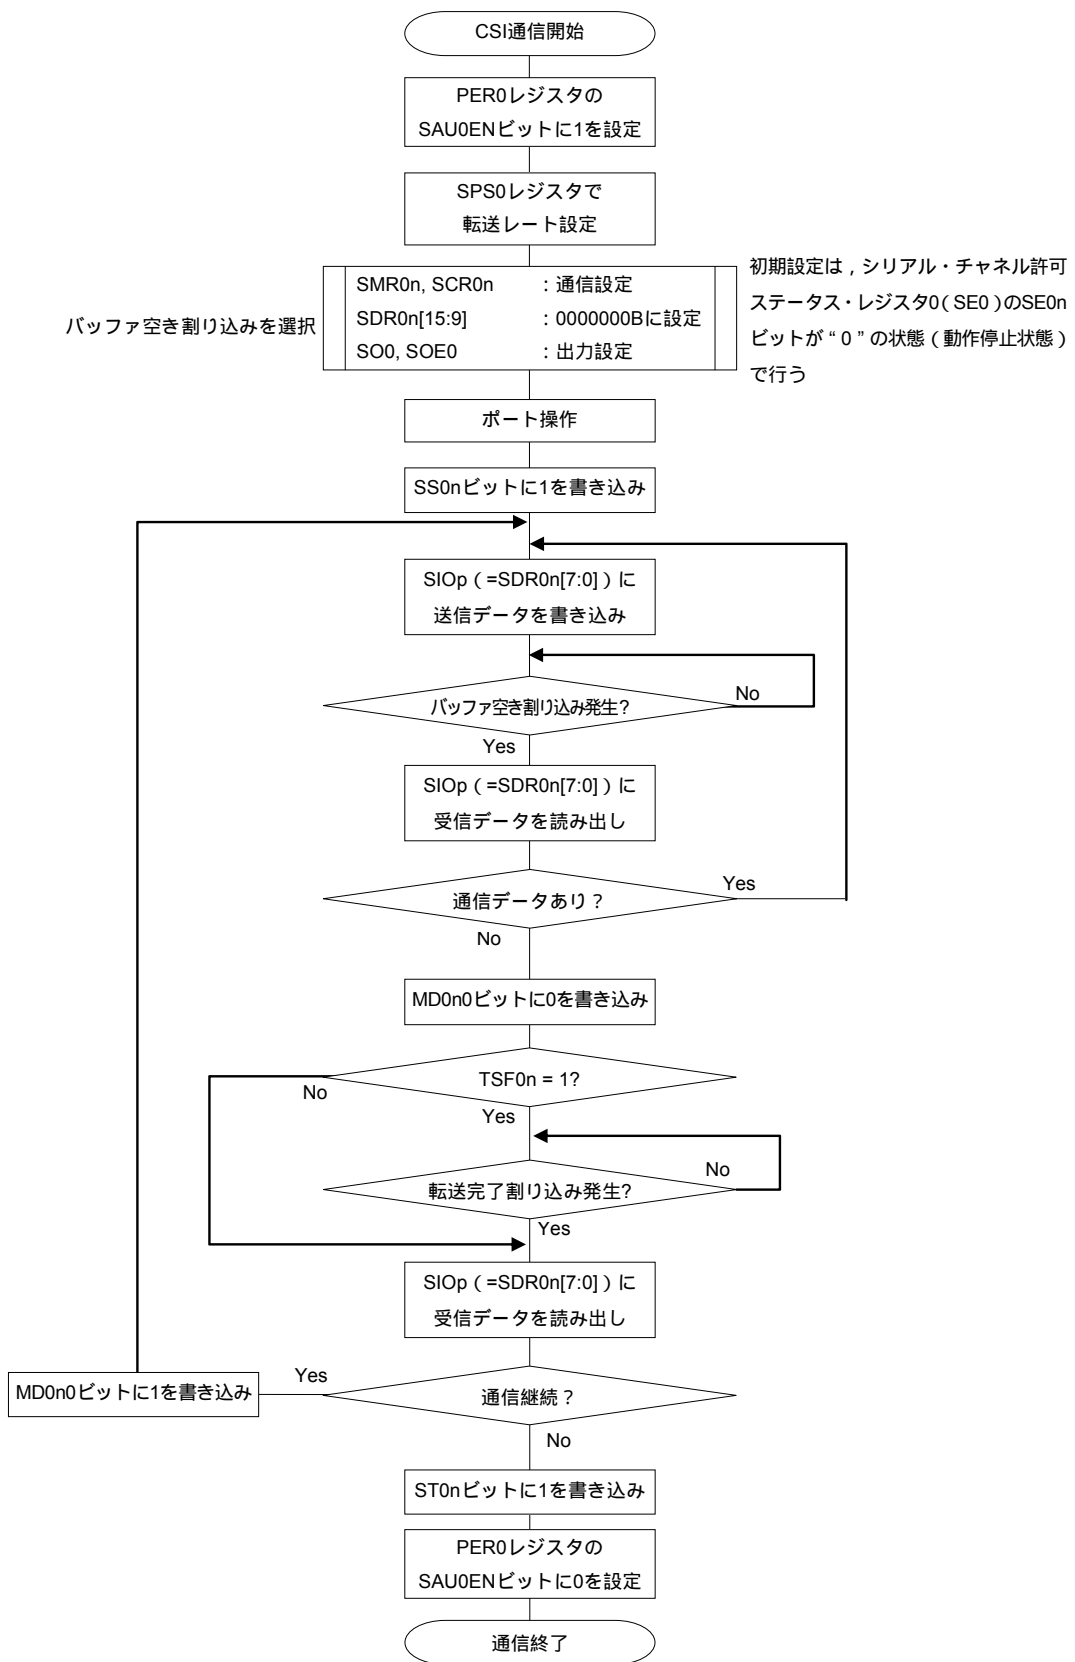 CSI通信開始
PER0レジスタの
SAU0ENビットに1を設定
SPS0レジスタで
転送レート設定
バッファ空き割り込みを選択
SMR0n, SCR0n ：通信設定
SDR0n[15:9] ：0000000Bに設定
SO0, SOE0 ：出力設定
初期設定は，シリアル・チャネル許可
ステータス・レジスタ0（SE0）のSE0n
ビットが“0”の状態（動作停止状態）
で行う
ポート操作
SS0nビットに1を書き込み
SIOp（=SDR0n[7:0]）に
送信データを書き込み
バッファ空き割り込み発生?
No
Yes
SIOp（=SDR0n[7:0]）に
受信データを読み出し
通信データあり？
Yes
No
MD0n0ビットに0を書き込み
TSF0n = 1?
No
Yes
転送完了割り込み発生?
No
Yes
SIOp（=SDR0n[7:0]）に
受信データを読み出し
MD0n0ビットに1を書き込み
Yes
通信継続？
No
ST0nビットに1を書き込み
PER0レジスタの
SAU0ENビットに0を設定
通信終了